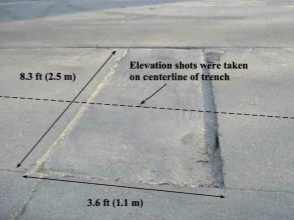 Elevation shots were taken
on centerline of trench
8.3 ft (2.5 m)
3.6 ft (1.1 m)